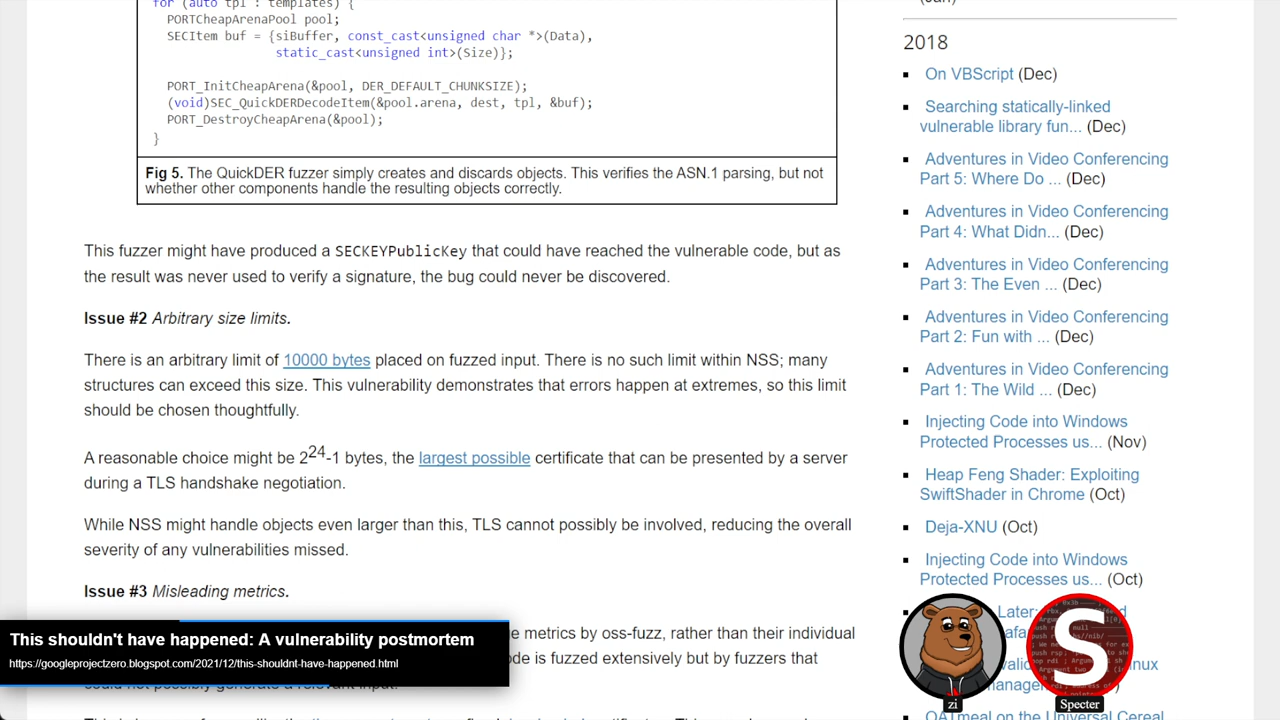 for (auto tpl : templates) {
PORTCheapArenaPool pool;
SECItem buf = {siBuffer, const_cast<unsigned char *>(Data),
static_cast<unsigned int>(Size)};
PORT_InitCheapArena(&pool, DER_DEFAULT_CHUNKSIZE);
(void)SEC_QuickDERDecodeItem(&pool.arena, dest, tpl, &buf);
PORT_DestroyCheapArena(&pool);
}
Fig 5. The QuickDER fuzzer simply creates and discards objects. This verifies the ASN.1 parsing, but not
whether other components handle the resulting objects correctly.
This fuzzer might have produced a SECKEYPublicKey that could have reached the vulnerable code, but as
the result was never used to verify a signature, the bug could never be discovered.
Issue #2 Arbitrary size limits.
There is an arbitrary limit of 10000 bytes placed on fuzzed input. There is no such limit within NSS; many
structures can exceed this size. This vulnerability demonstrates that errors happen at extremes, so this limit
should be chosen thoughtfully.
A reasonable choice might be 2^24-1 bytes, the largest possible certificate that can be presented by a server
during a TLS handshake negotiation.
While NSS might handle objects even larger than this, TLS cannot possibly be involved, reducing the overall
severity of any vulnerabilities missed.
Issue #3 Misleading metrics.
metrics by oss-fuzz, rather than their individual
is fuzzed extensively but by fuzzers that
could not possibly generate a relevant input.
This shouldn't have happened: A vulnerability postmortem
https://googleprojectzero.blogspot.com/2021/12/this-shouldnt-have-happened.html
(Jan)
2018
On VBScript (Dec)
Searching statically-linked
vulnerable library fun... (Dec)
Adventures in Video Conferencing
Part 5: Where Do ... (Dec)
Adventures in Video Conferencing
Part 4: What Didn... (Dec)
Adventures in Video Conferencing
Part 3: The Even ... (Dec)
Adventures in Video Conferencing
Part 2: Fun with ... (Dec)
Adventures in Video Conferencing
Part 1: The Wild ... (Dec)
Injecting Code into Windows
Protected Processes us... (Nov)
Heap Feng Shader: Exploiting
SwiftShader in Chrome (Oct)
Deja-XNU (Oct)
Injecting Code into Windows
Protected Processes us... (Oct)
Later:
(Oct)
OATmeal on the Universal Cereal
zi
S
Specter